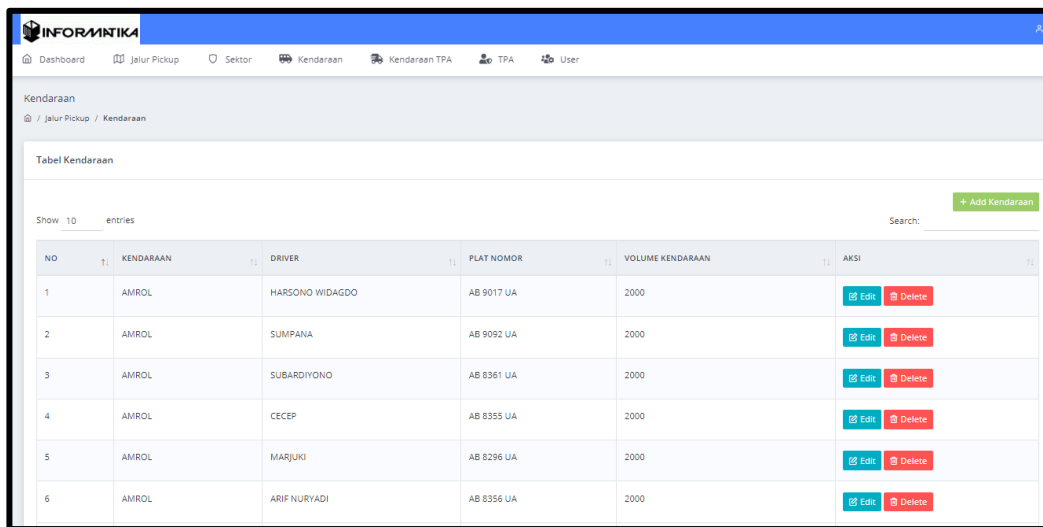 INFORMATIKA
Dashboard Jalur Pickup Sektor Kendaraan Kendaraan TPA TPA User
Kendaraan
/ Jalur Pickup / Kendaraan
Tabel Kendaraan
+ Add Kendaraan
Show 10 entries Search:
NO KENDARAAN DRIVER PLAT NOMOR VOLUME KENDARAAN AKSI
1 AMROL HARSONO WIDAGDO AB 9017 UA 2000 Edit Delete
2 AMROL SUMPANA AB 9092 UA 2000 Edit Delete
3 AMROL SUBARDIYONO AB 8361 UA 2000 Edit Delete
4 AMROL CECEP AB 8355 UA 2000 Edit Delete
5 AMROL MARJUKI AB 8296 UA 2000 Edit Delete
6 AMROL ARIF NURYADI AB 8356 UA 2000 Edit Delete